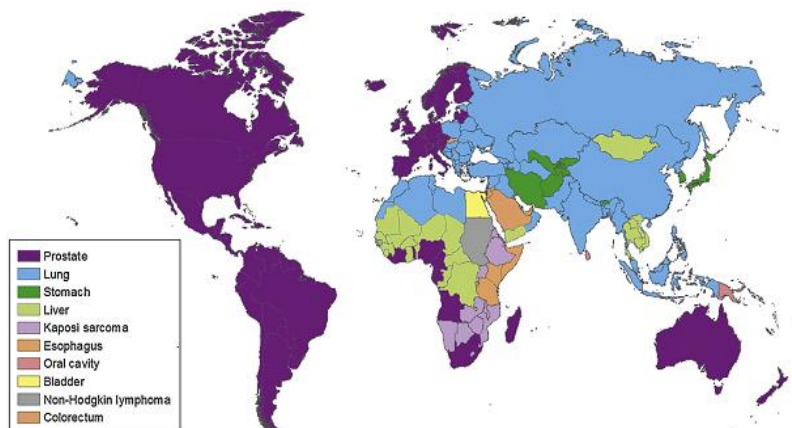 Prostate
Lung
Stomach
Liver
Kaposi sarcoma
Esophagus
Oral cavity
Bladder
Non-Hodgkin lymphoma
Colorectum